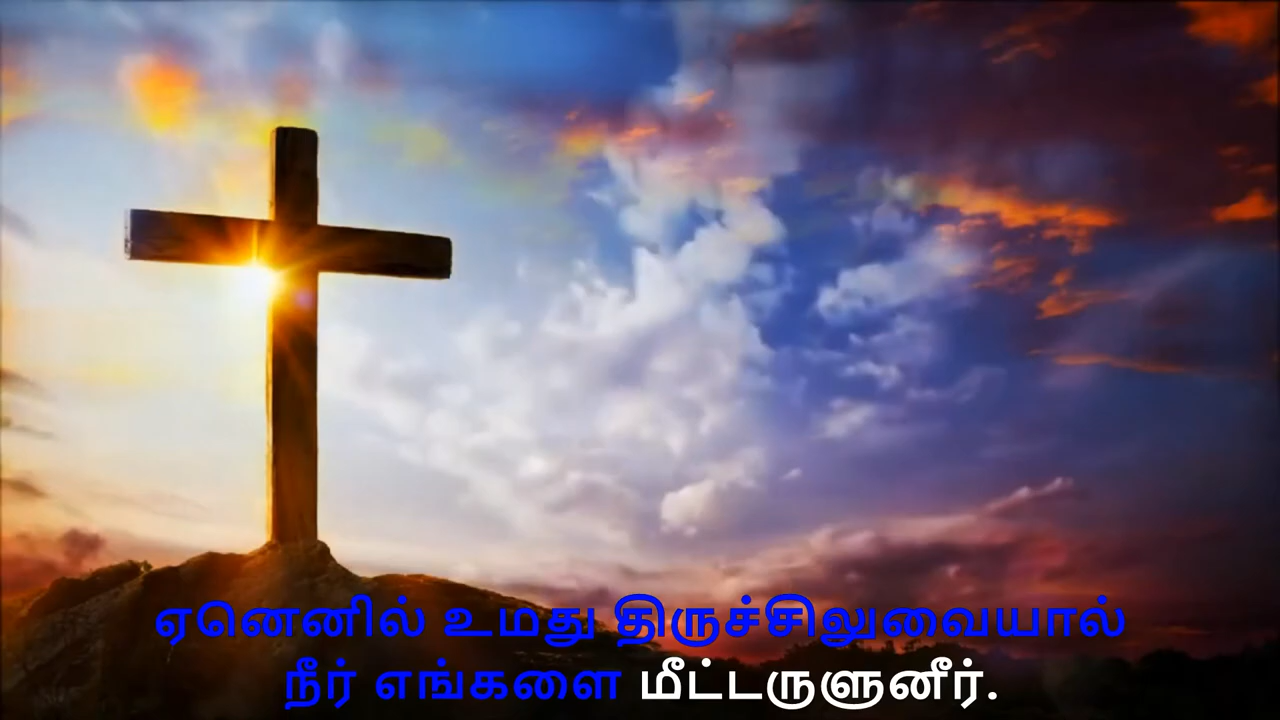 ஏனெனில் உமது திருச்சிலுவையால்
நீர் எங்களை மீட்டருளுனீர்.